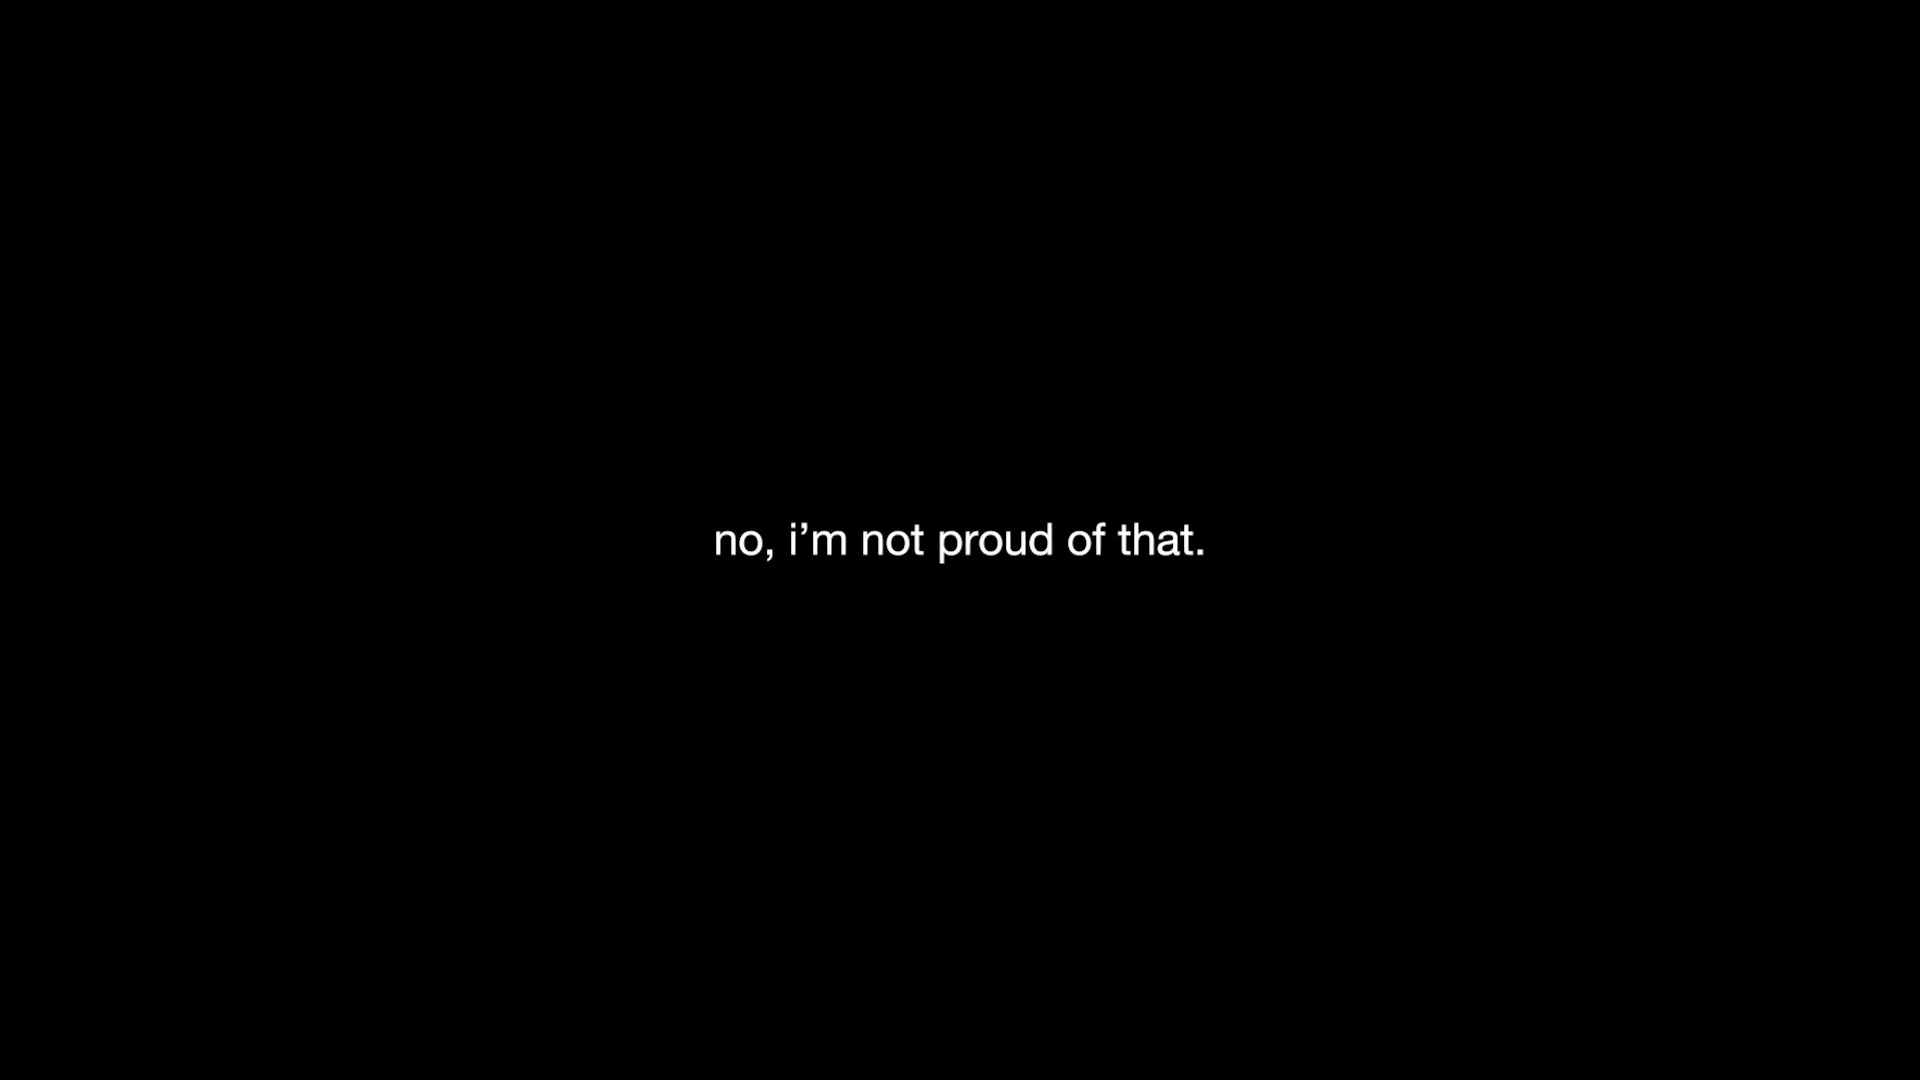 no, i’m not proud of that.